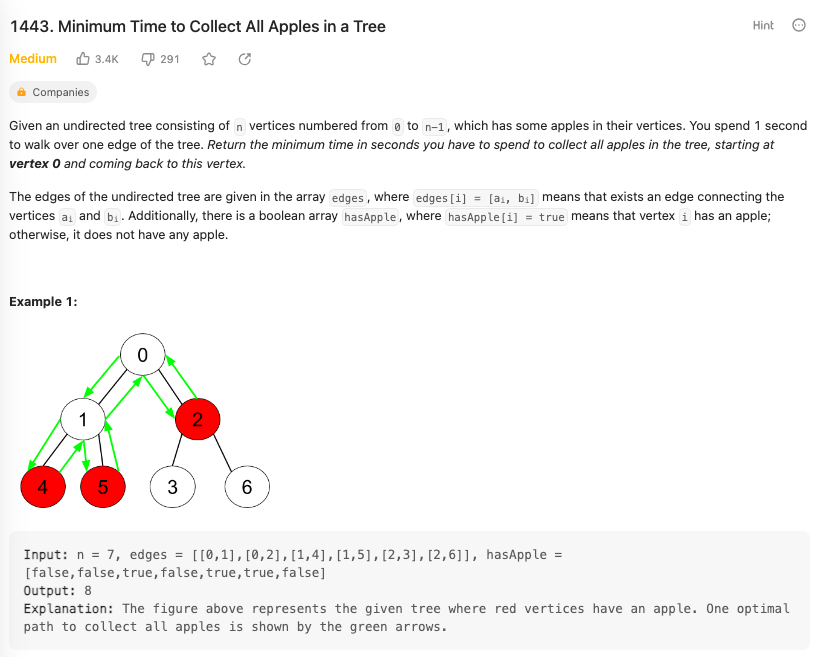 1443. Minimum Time to Collect All Apples in a Tree
Hint
Medium 3.4K 291
Companies
Given an undirected tree consisting of n vertices numbered from 0 to n-1, which has some apples in their vertices. You spend 1 second
to walk over one edge of the tree. Return the minimum time in seconds you have to spend to collect all apples in the tree, starting at
vertex 0 and coming back to this vertex.
The edges of the undirected tree are given in the array edges, where edges[i] = [aᵢ, bᵢ] means that exists an edge connecting the
vertices aᵢ and bᵢ. Additionally, there is a boolean array hasApple, where hasApple[i] = true means that vertex i has an apple;
otherwise, it does not have any apple.
Example 1:
0
1 2
4 5 3 6
Input: n = 7, edges = [[0,1],[0,2],[1,4],[1,5],[2,3],[2,6]], hasApple =
[false,false,true,false,true,true,false]
Output: 8
Explanation: The figure above represents the given tree where red vertices have an apple. One optimal
path to collect all apples is shown by the green arrows.